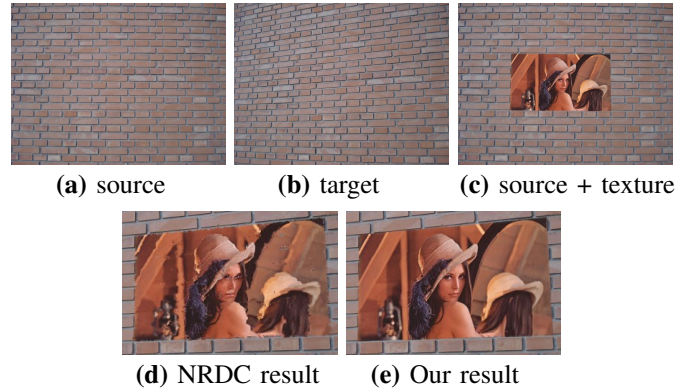 (a) source
(b) target
(c) source + texture
(d) NRDC result
(e) Our result